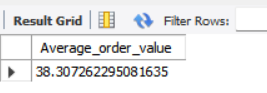 Result Grid Filter Rows:
Average_order_value
38.307262295081635